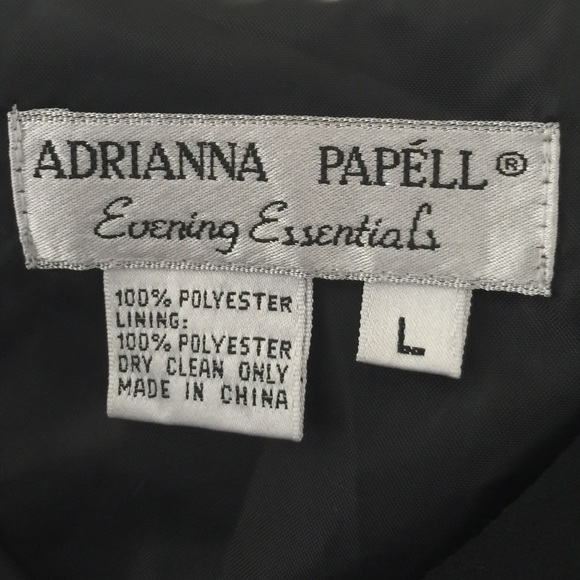 ADRIANNA PAPÉLL®
Evening Essentials
100% POLYESTER
LINING:
100% POLYESTER
DRY CLEAN ONLY
MADE IN CHINA
L